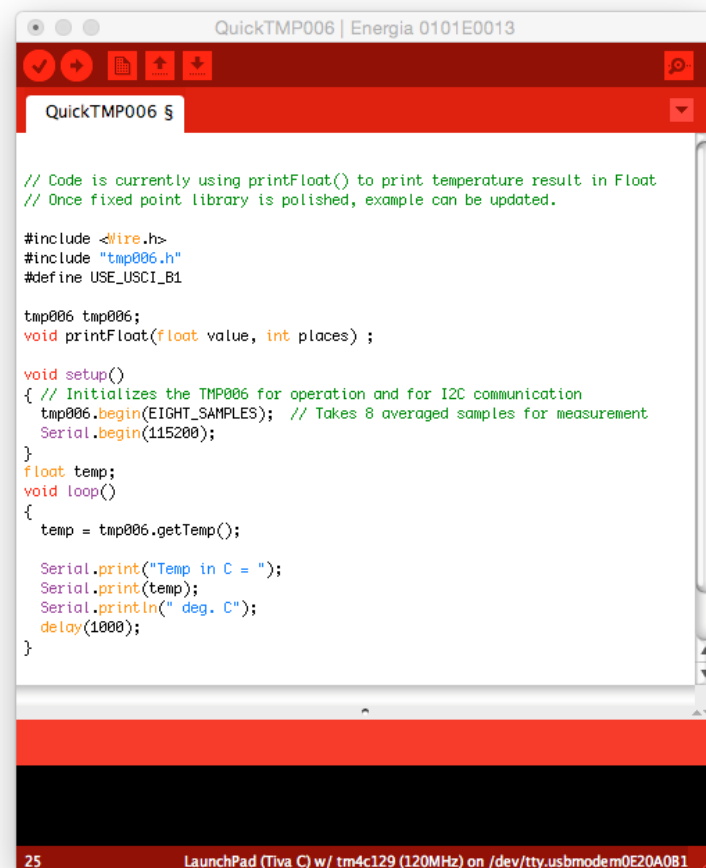 QuickTMP006 | Energia 0101E0013
QuickTMP006 §
// Code is currently using printFloat() to print temperature result in Float
// Once fixed point library is polished, example can be updated.
#include <Wire.h>
#include "tmp006.h"
#define USE_USCI_B1
tmp006 tmp006;
void printFloat(float value, int places) ;
void setup()
{ // Initializes the TMP006 for operation and for I2C communication
  tmp006.begin(EIGHT_SAMPLES);  // Takes 8 averaged samples for measurement
  Serial.begin(115200);
}
float temp;
void loop()
{
  temp = tmp006.getTemp();
  Serial.print("Temp in C = ");
  Serial.print(temp);
  Serial.println(" deg. C");
  delay(1000);
}
25 LaunchPad (Tiva C) w/ tm4c129 (120MHz) on /dev/tty.usbmodem0E20A0B1